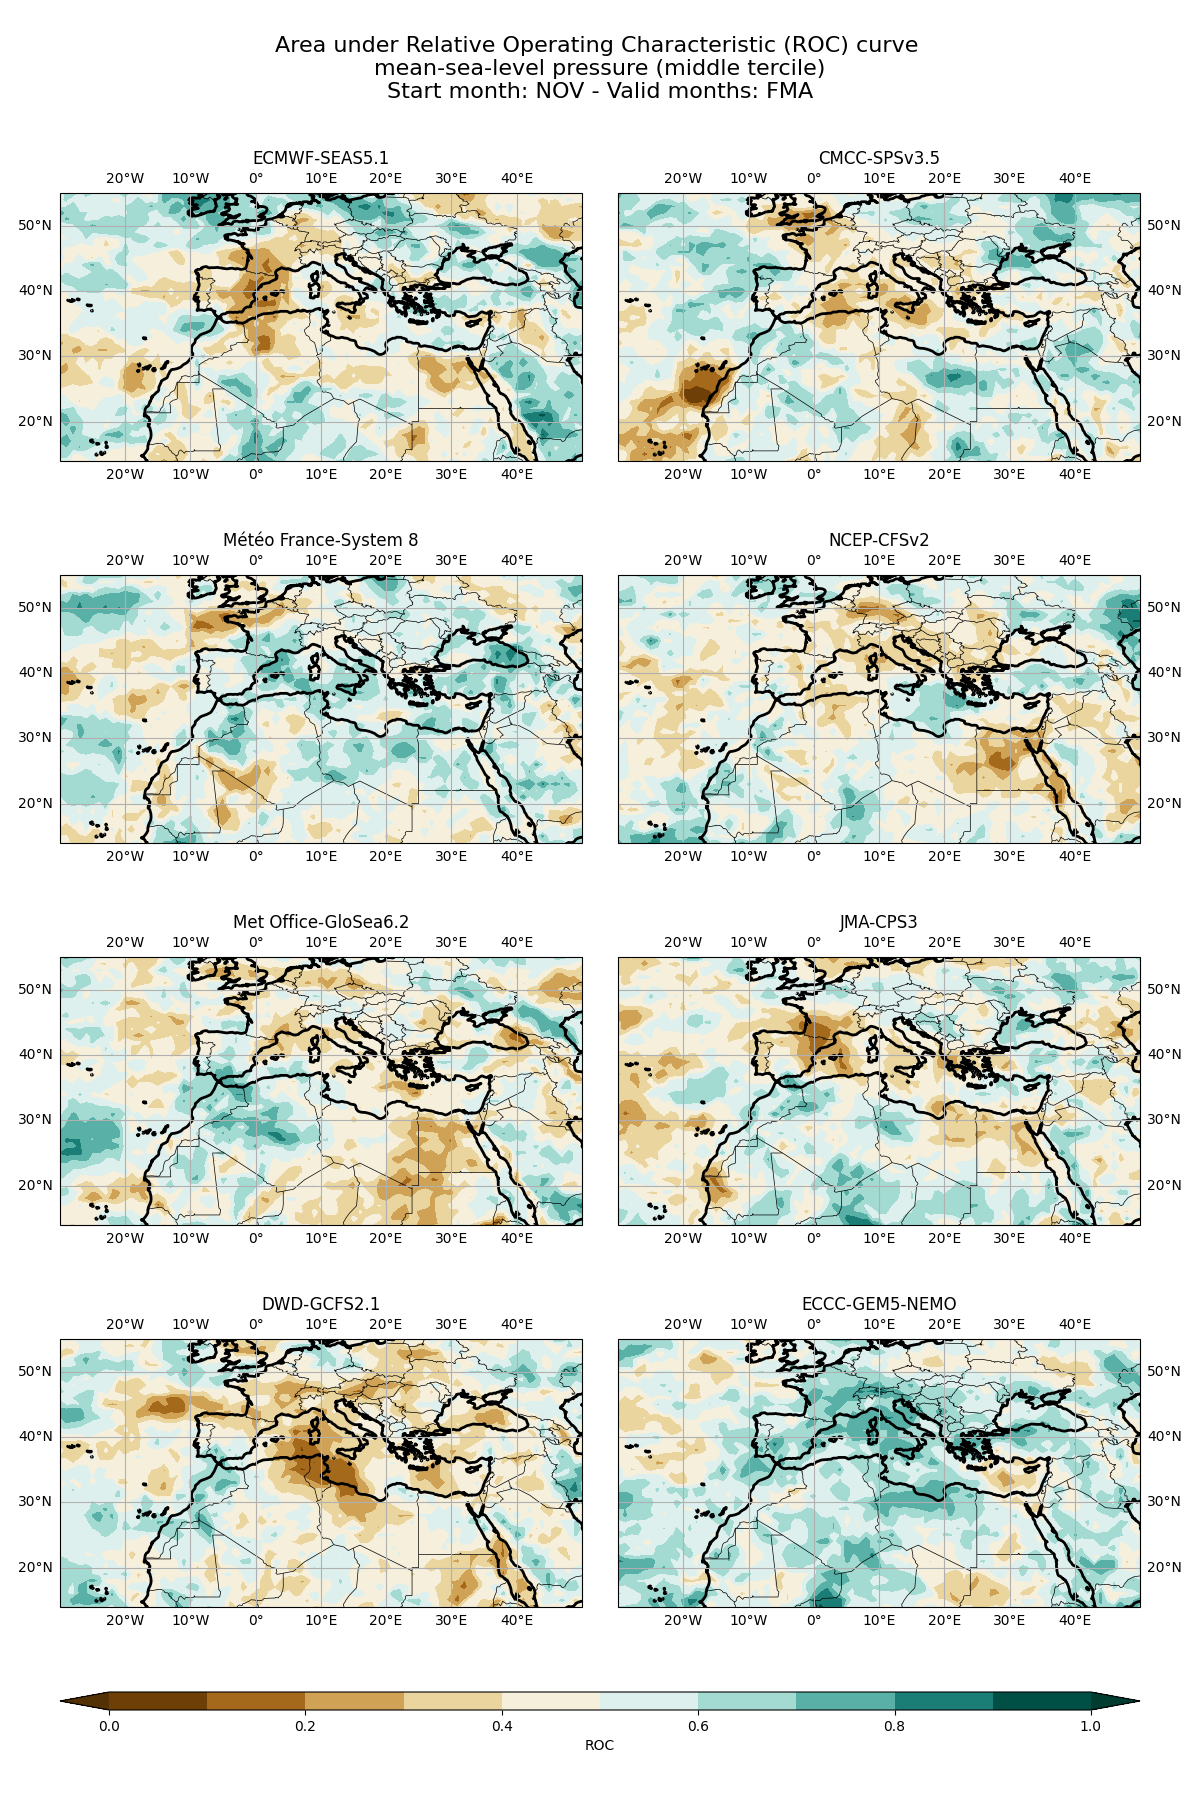 Area under Relative Operating Characteristic (ROC) curve
mean-sea-level pressure (middle tercile)
Start month: NOV - Valid months: FMA
ECMWF-SEAS5.1
20°W 10°W 0° 10°E 20°E 30°E 40°E
50°N
40°N
30°N
20°N
20°W 10°W 0° 10°E 20°E 30°E 40°E
CMCC-SPSv3.5
20°W 10°W 0° 10°E 20°E 30°E 40°E
50°N
40°N
30°N
20°N
20°W 10°W 0° 10°E 20°E 30°E 40°E
Météo France-System 8
20°W 10°W 0° 10°E 20°E 30°E 40°E
50°N
40°N
30°N
20°N
20°W 10°W 0° 10°E 20°E 30°E 40°E
NCEP-CFSv2
20°W 10°W 0° 10°E 20°E 30°E 40°E
50°N
40°N
30°N
20°N
20°W 10°W 0° 10°E 20°E 30°E 40°E
Met Office-GloSea6.2
20°W 10°W 0° 10°E 20°E 30°E 40°E
50°N
40°N
30°N
20°N
20°W 10°W 0° 10°E 20°E 30°E 40°E
JMA-CPS3
20°W 10°W 0° 10°E 20°E 30°E 40°E
50°N
40°N
30°N
20°N
20°W 10°W 0° 10°E 20°E 30°E 40°E
DWD-GCFS2.1
20°W 10°W 0° 10°E 20°E 30°E 40°E
50°N
40°N
30°N
20°N
20°W 10°W 0° 10°E 20°E 30°E 40°E
ECCC-GEM5-NEMO
20°W 10°W 0° 10°E 20°E 30°E 40°E
50°N
40°N
30°N
20°N
20°W 10°W 0° 10°E 20°E 30°E 40°E
0.0 0.2 0.4 0.6 0.8 1.0
ROC